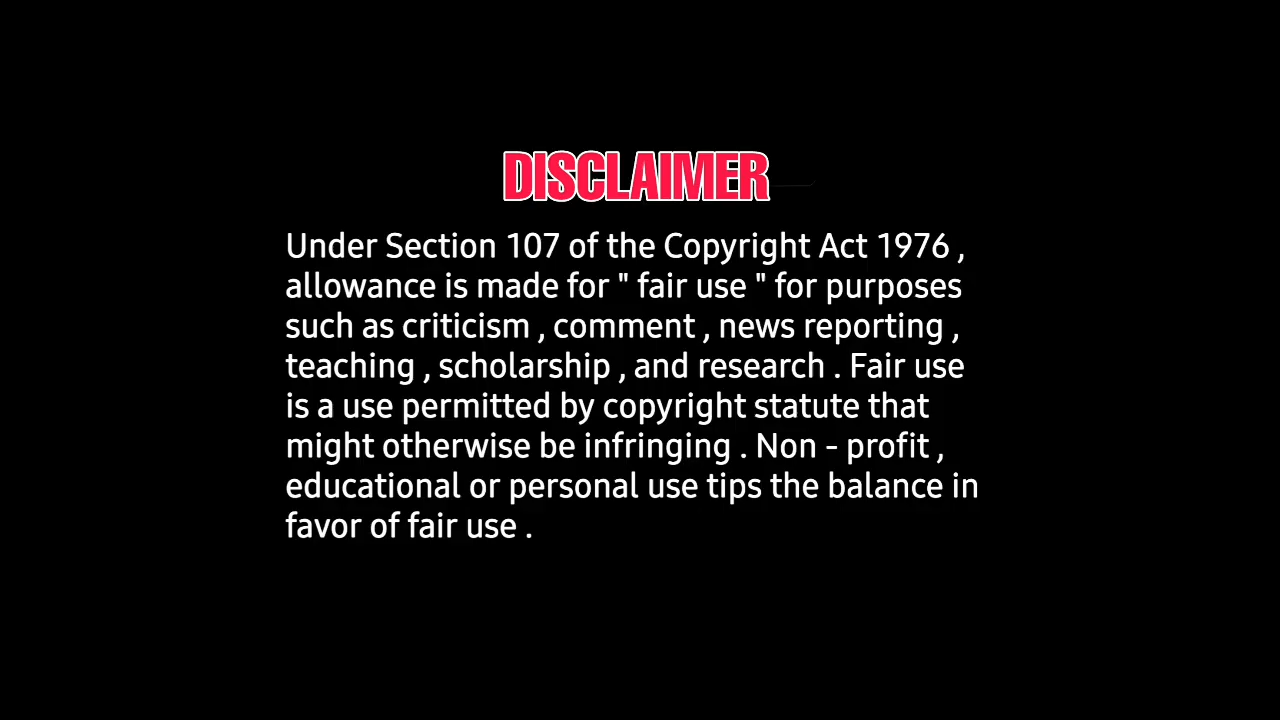 DISCLAIMER
Under Section 107 of the Copyright Act 1976 ,
allowance is made for " fair use " for purposes
such as criticism , comment , news reporting ,
teaching , scholarship , and research . Fair use
is a use permitted by copyright statute that
might otherwise be infringing . Non - profit ,
educational or personal use tips the balance in
favor of fair use .